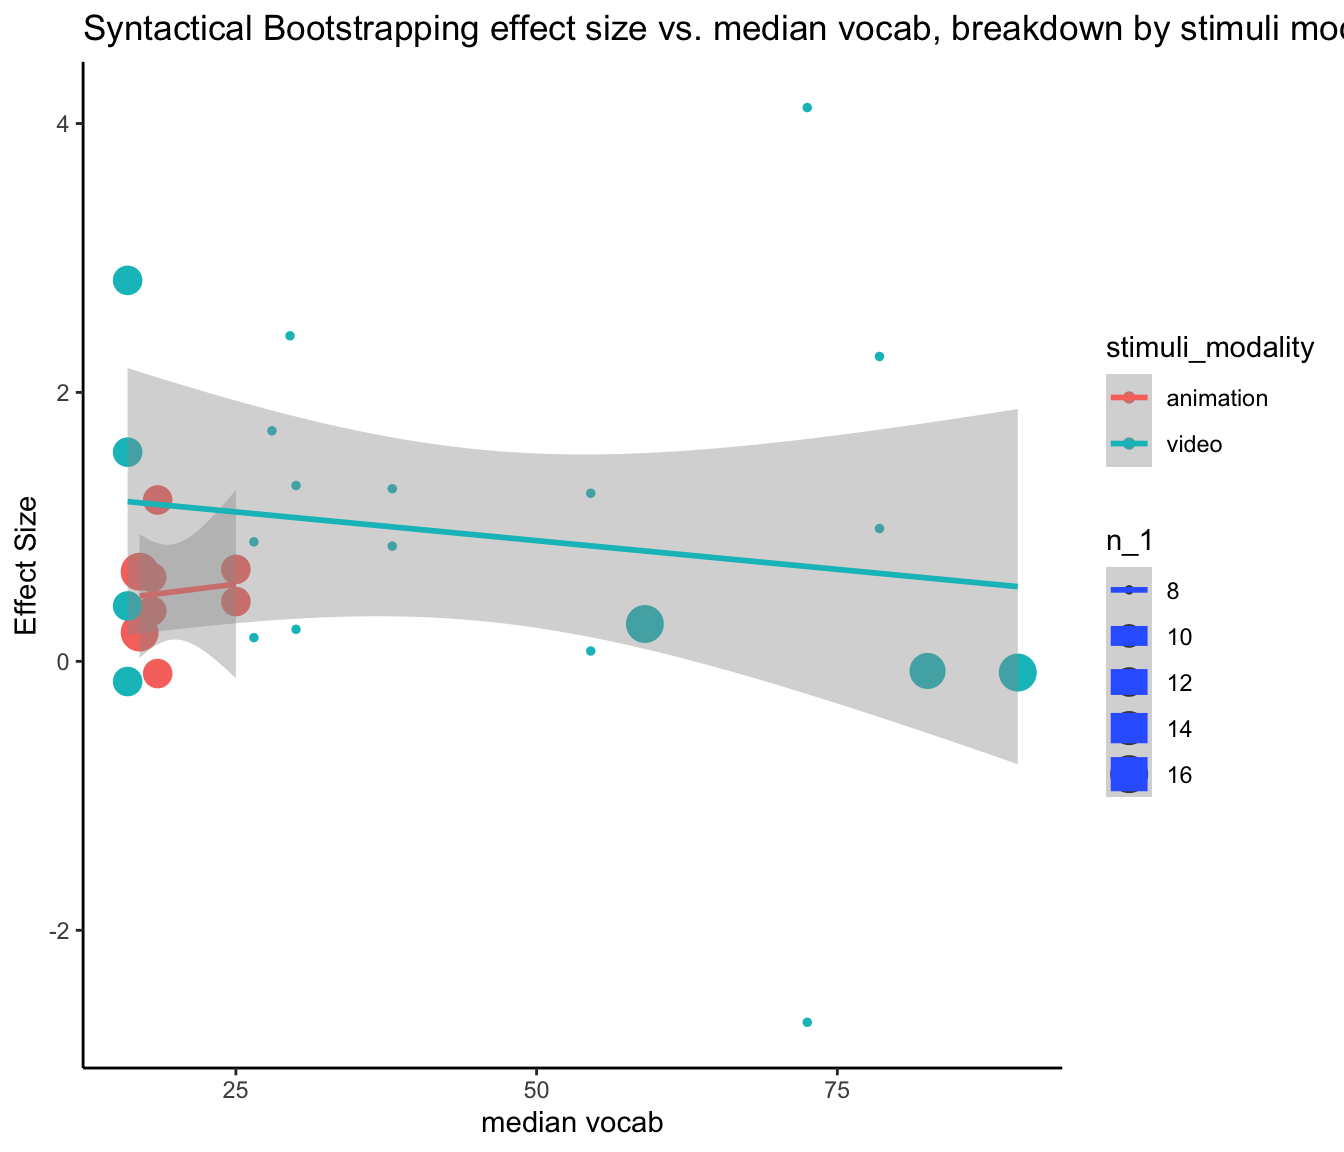 Syntactical Bootstrapping effect size vs. median vocab, breakdown by stimuli
4
2
0
-2
Effect Size
25
50
75
median vocab
stimuli_modality
animation
video
n_1
8
10
12
14
16